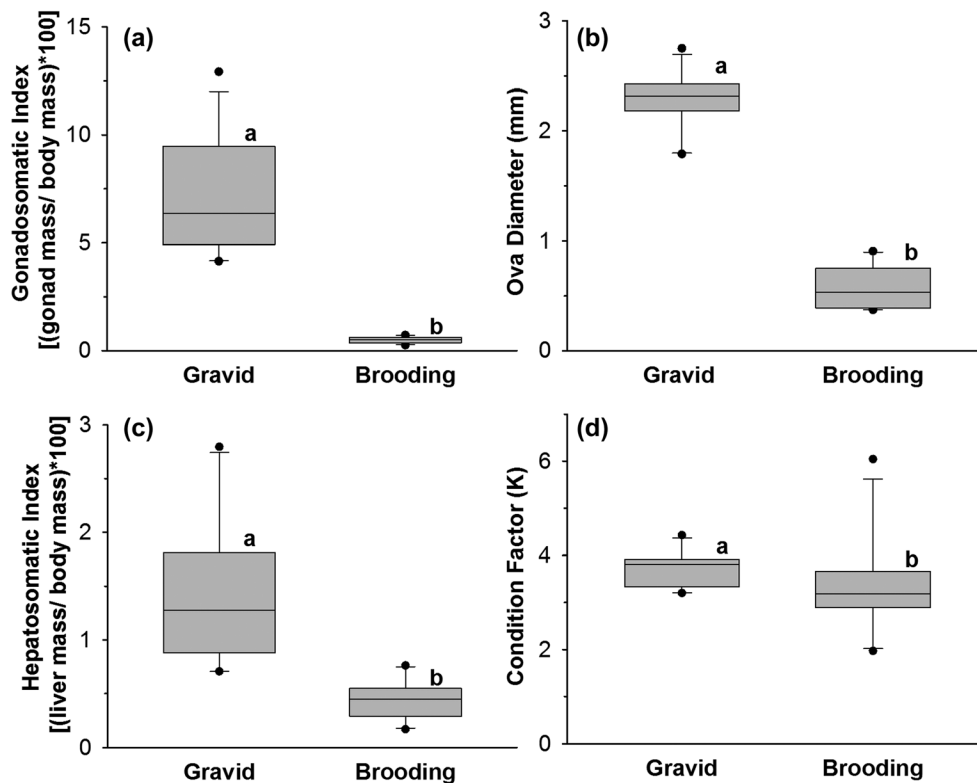 (a)
Gonadosomatic Index
[(gonad mass/ body mass)*100]
15
10
5
0
a
b
Gravid
Brooding
(b)
Ova Diameter (mm)
3
2
1
0
a
b
Gravid
Brooding
(c)
Hepatosomatic Index
[(liver mass/ body mass)*100]
3
2
1
0
a
b
Gravid
Brooding
(d)
Condition Factor (K)
6
4
2
0
a
b
Gravid
Brooding